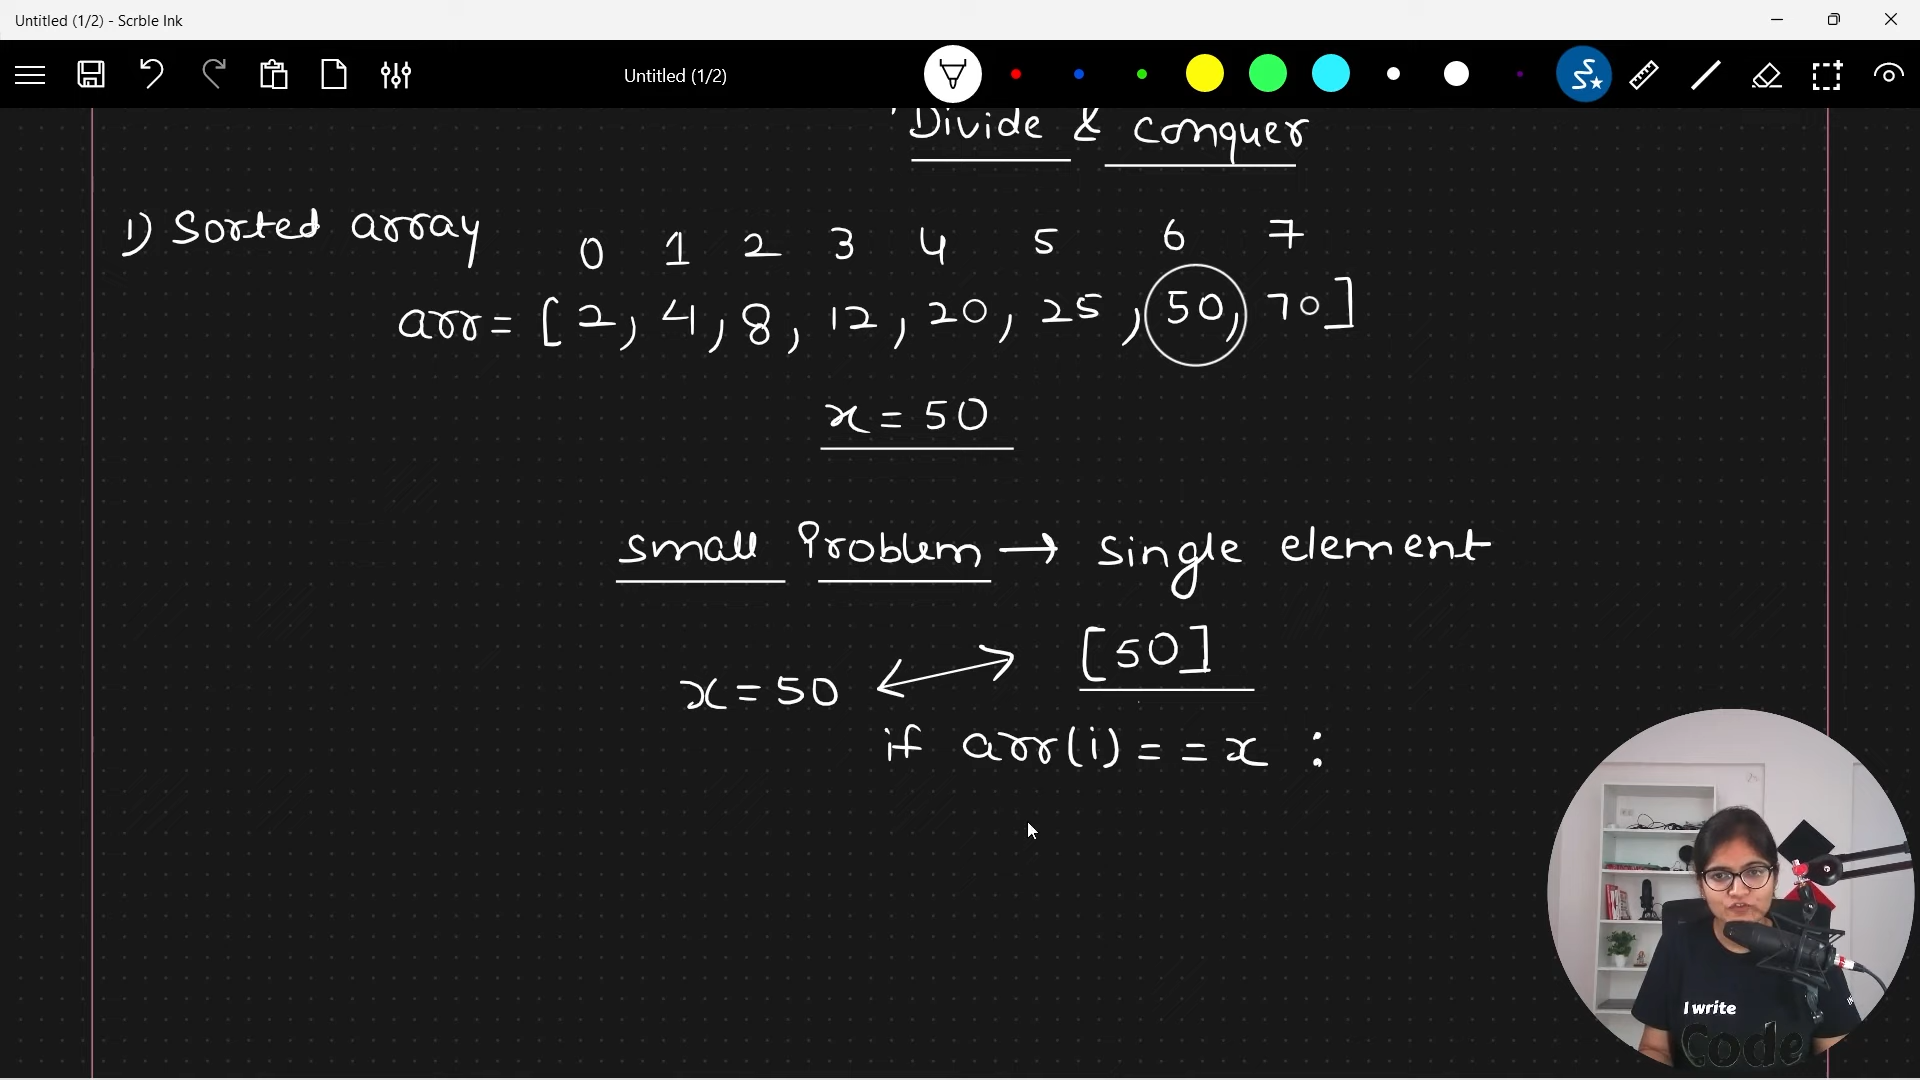 Untitled (1/2) - Scrble Ink
Untitled (1/2)
Divide & Conquer
1) Sorted array
0 1 2 3 4 5 6 7
arr = [2, 4, 8, 12, 20, 25, 50, 70]
x = 50
Small Problem → Single element
[50]
x = 50
if arr(i) = = x :
I write
Code